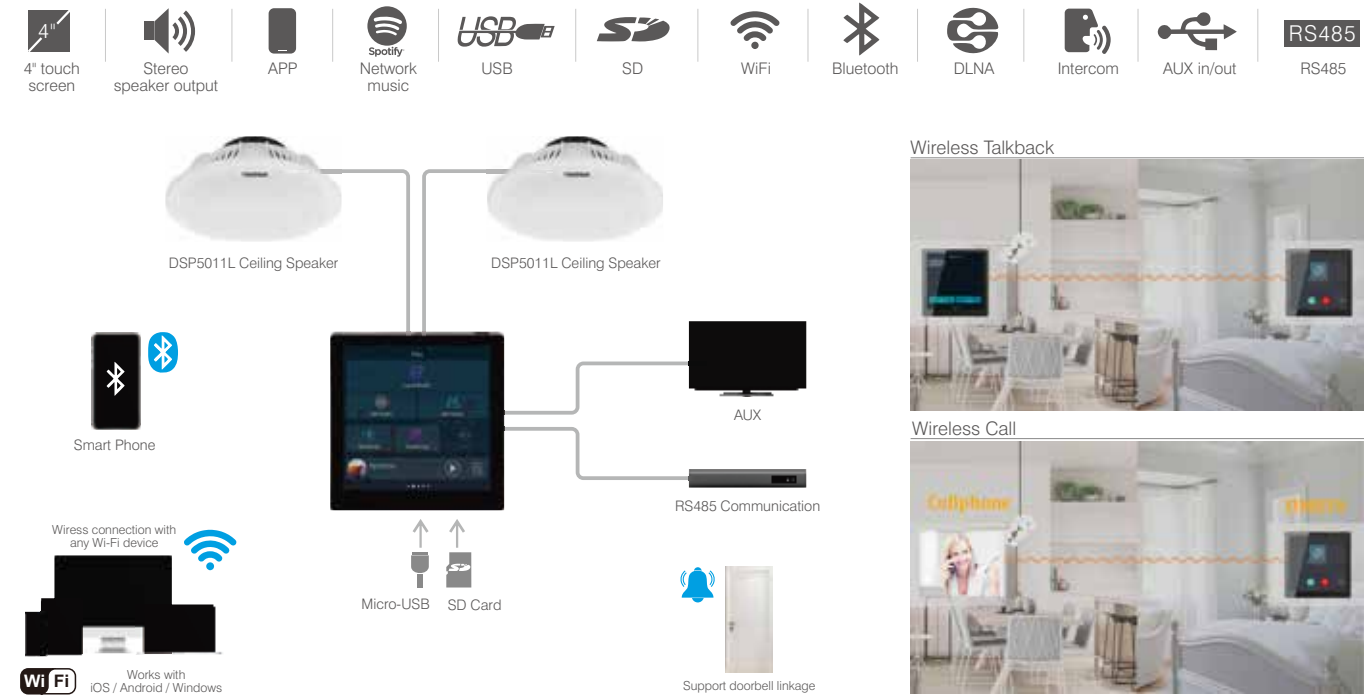 4"
Spotify
USB
RS485
4" touch
screen
Stereo
speaker output
APP
Network
music
USB
SD
WiFi
Bluetooth
DLNA
Intercom
AUX in/out
RS485
DSP5011L Ceiling Speaker
DSP5011L Ceiling Speaker
Wireless Talkback
Smart Phone
AUX
RS485 Communication
Wireless Call
Cellphone
Wiress connection with
any Wi-Fi device
Micro-USB
SD Card
Wi Fi
Works with
iOS / Android / Windows
Support doorbell linkage